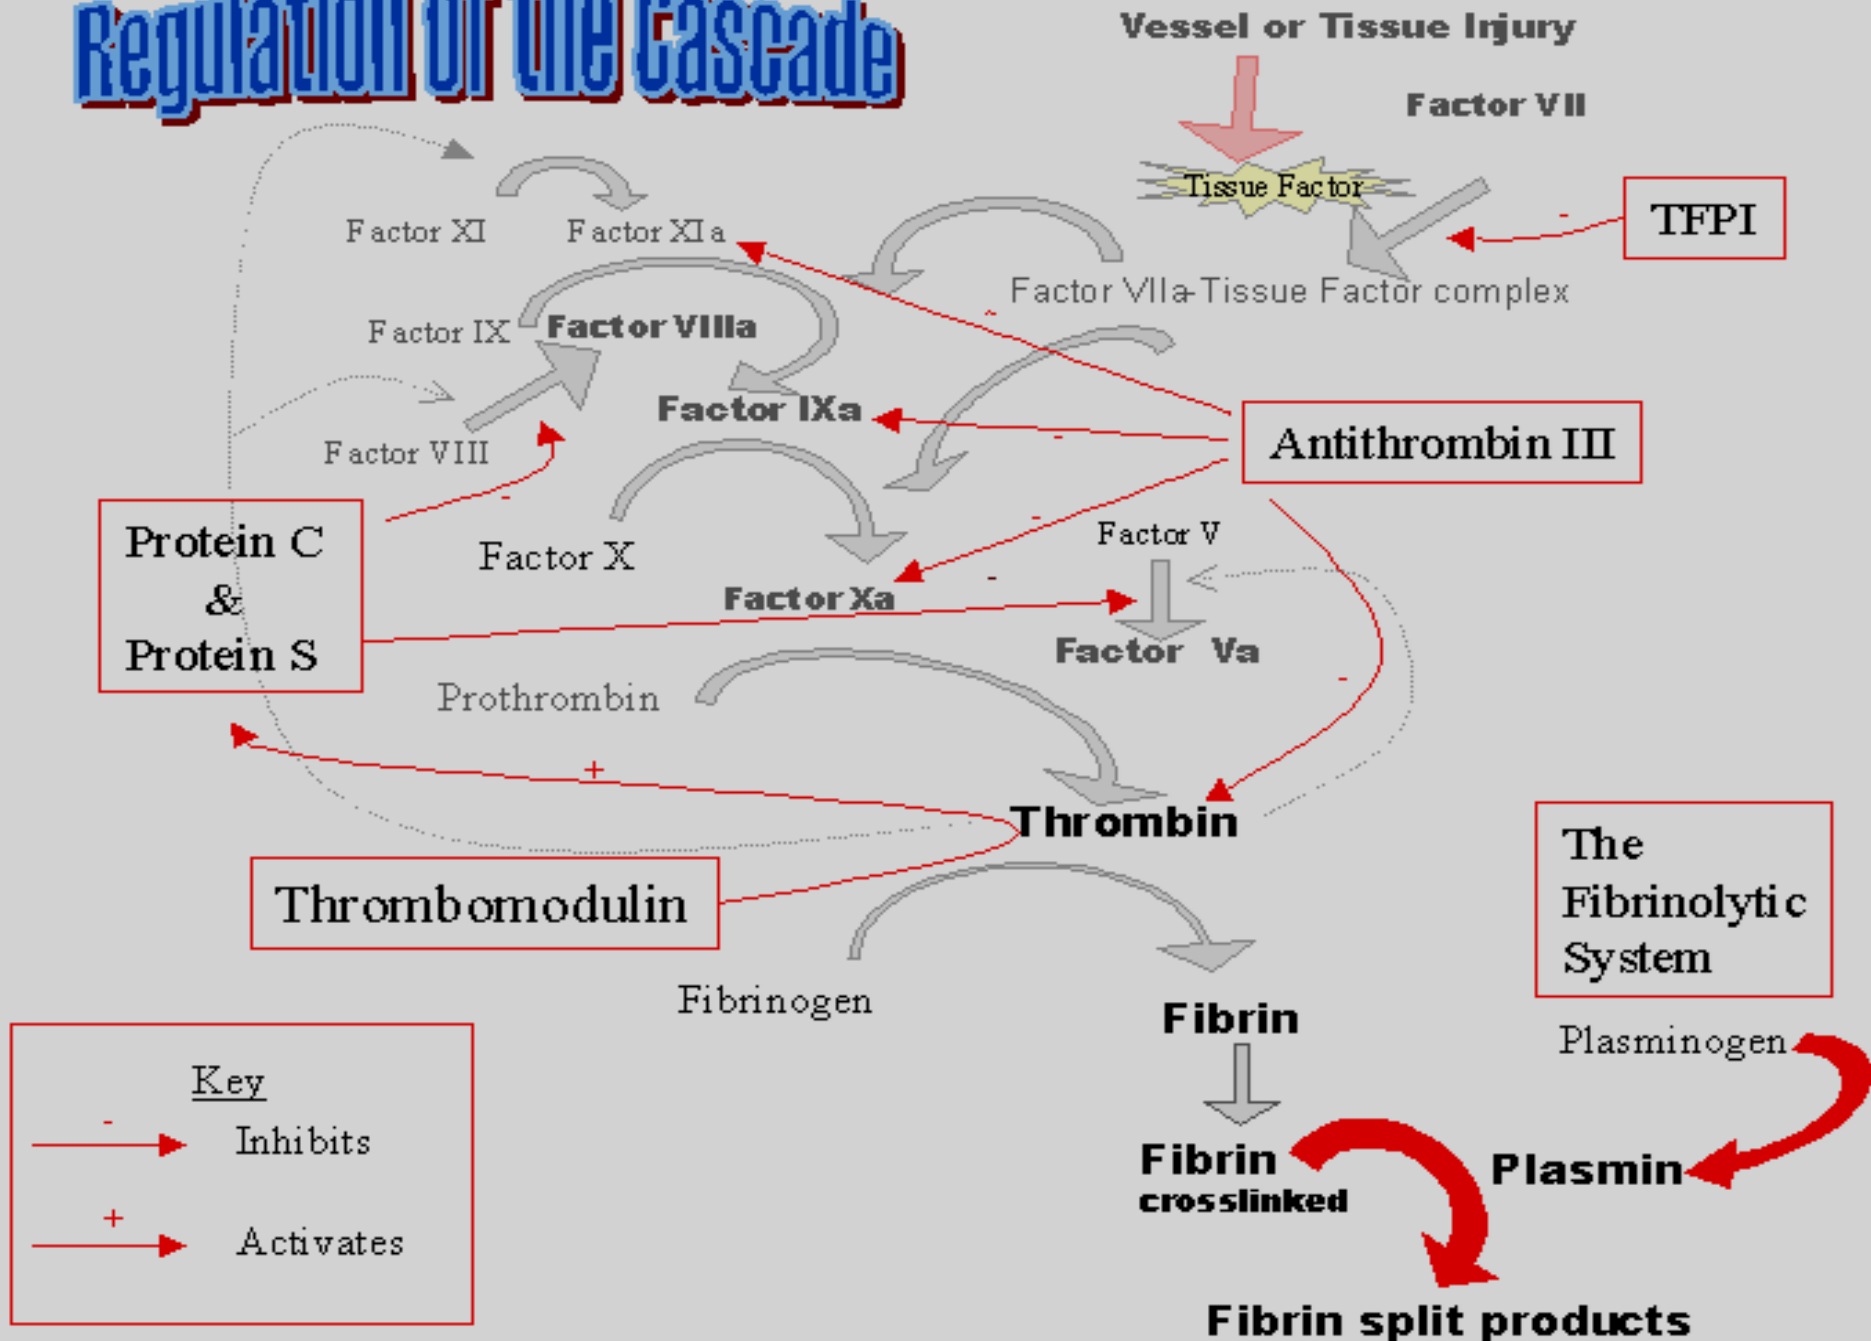 Regulation of the Cascade
Vessel or Tissue Injury
Factor VII
Tissue Factor
TFPI
Factor XI
Factor XIa
Factor VIIa-Tissue Factor complex
-
Factor IX
Factor VIIIa
-
Factor IXa
Antithrombin III
-
Factor VIII
-
-
Protein C
&
Protein S
Factor X
Factor V
-
Factor Xa
Factor Va
-
Prothrombin
+
Thrombin
Thrombomodulin
The
Fibrinolytic
System
Fibrinogen
Fibrin
Plasminogen
Key
-
Inhibits
+
Activates
Fibrin
crosslinked
Plasmin
Fibrin split products